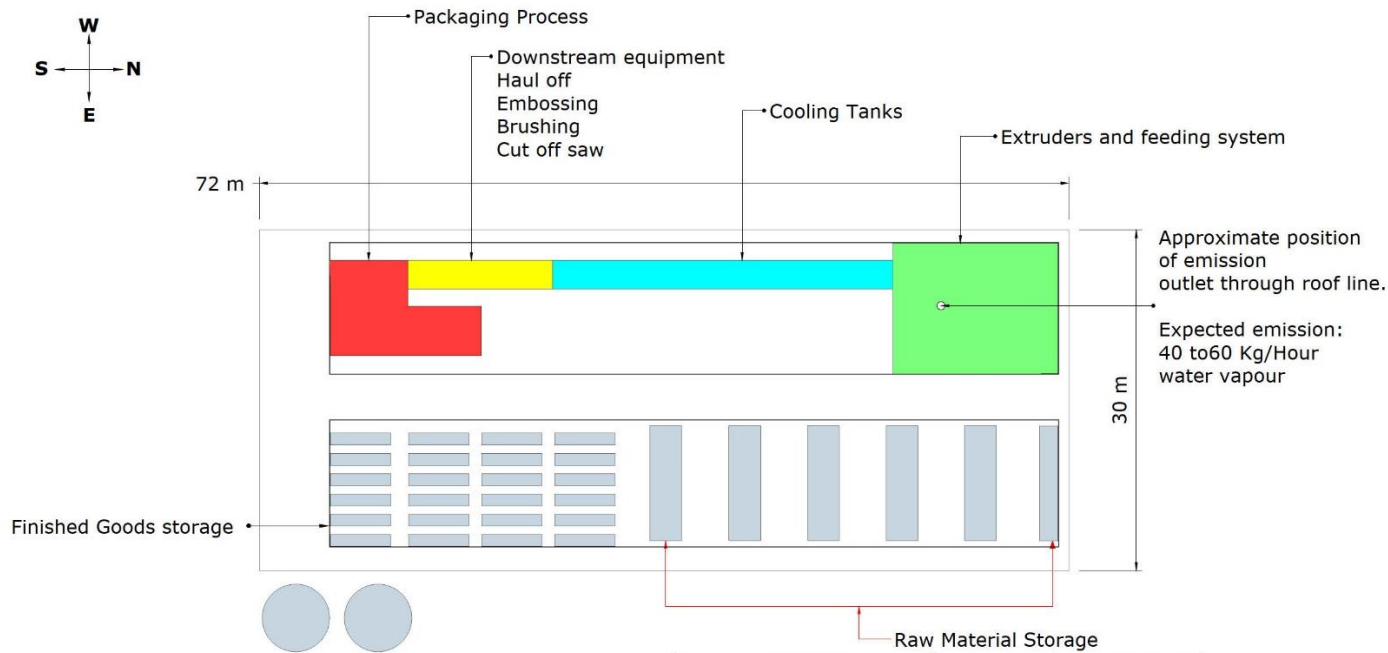 Packaging Process
W
S
N
E
Downstream equipment
Haul off
Embossing
Brushing
Cut off saw
Cooling Tanks
Extruders and feeding system
72 m
Approximate position
of emission
outlet through roof line.
Expected emission:
40 to60 Kg/Hour
water vapour
30 m
Finished Goods storage
Raw Material Storage